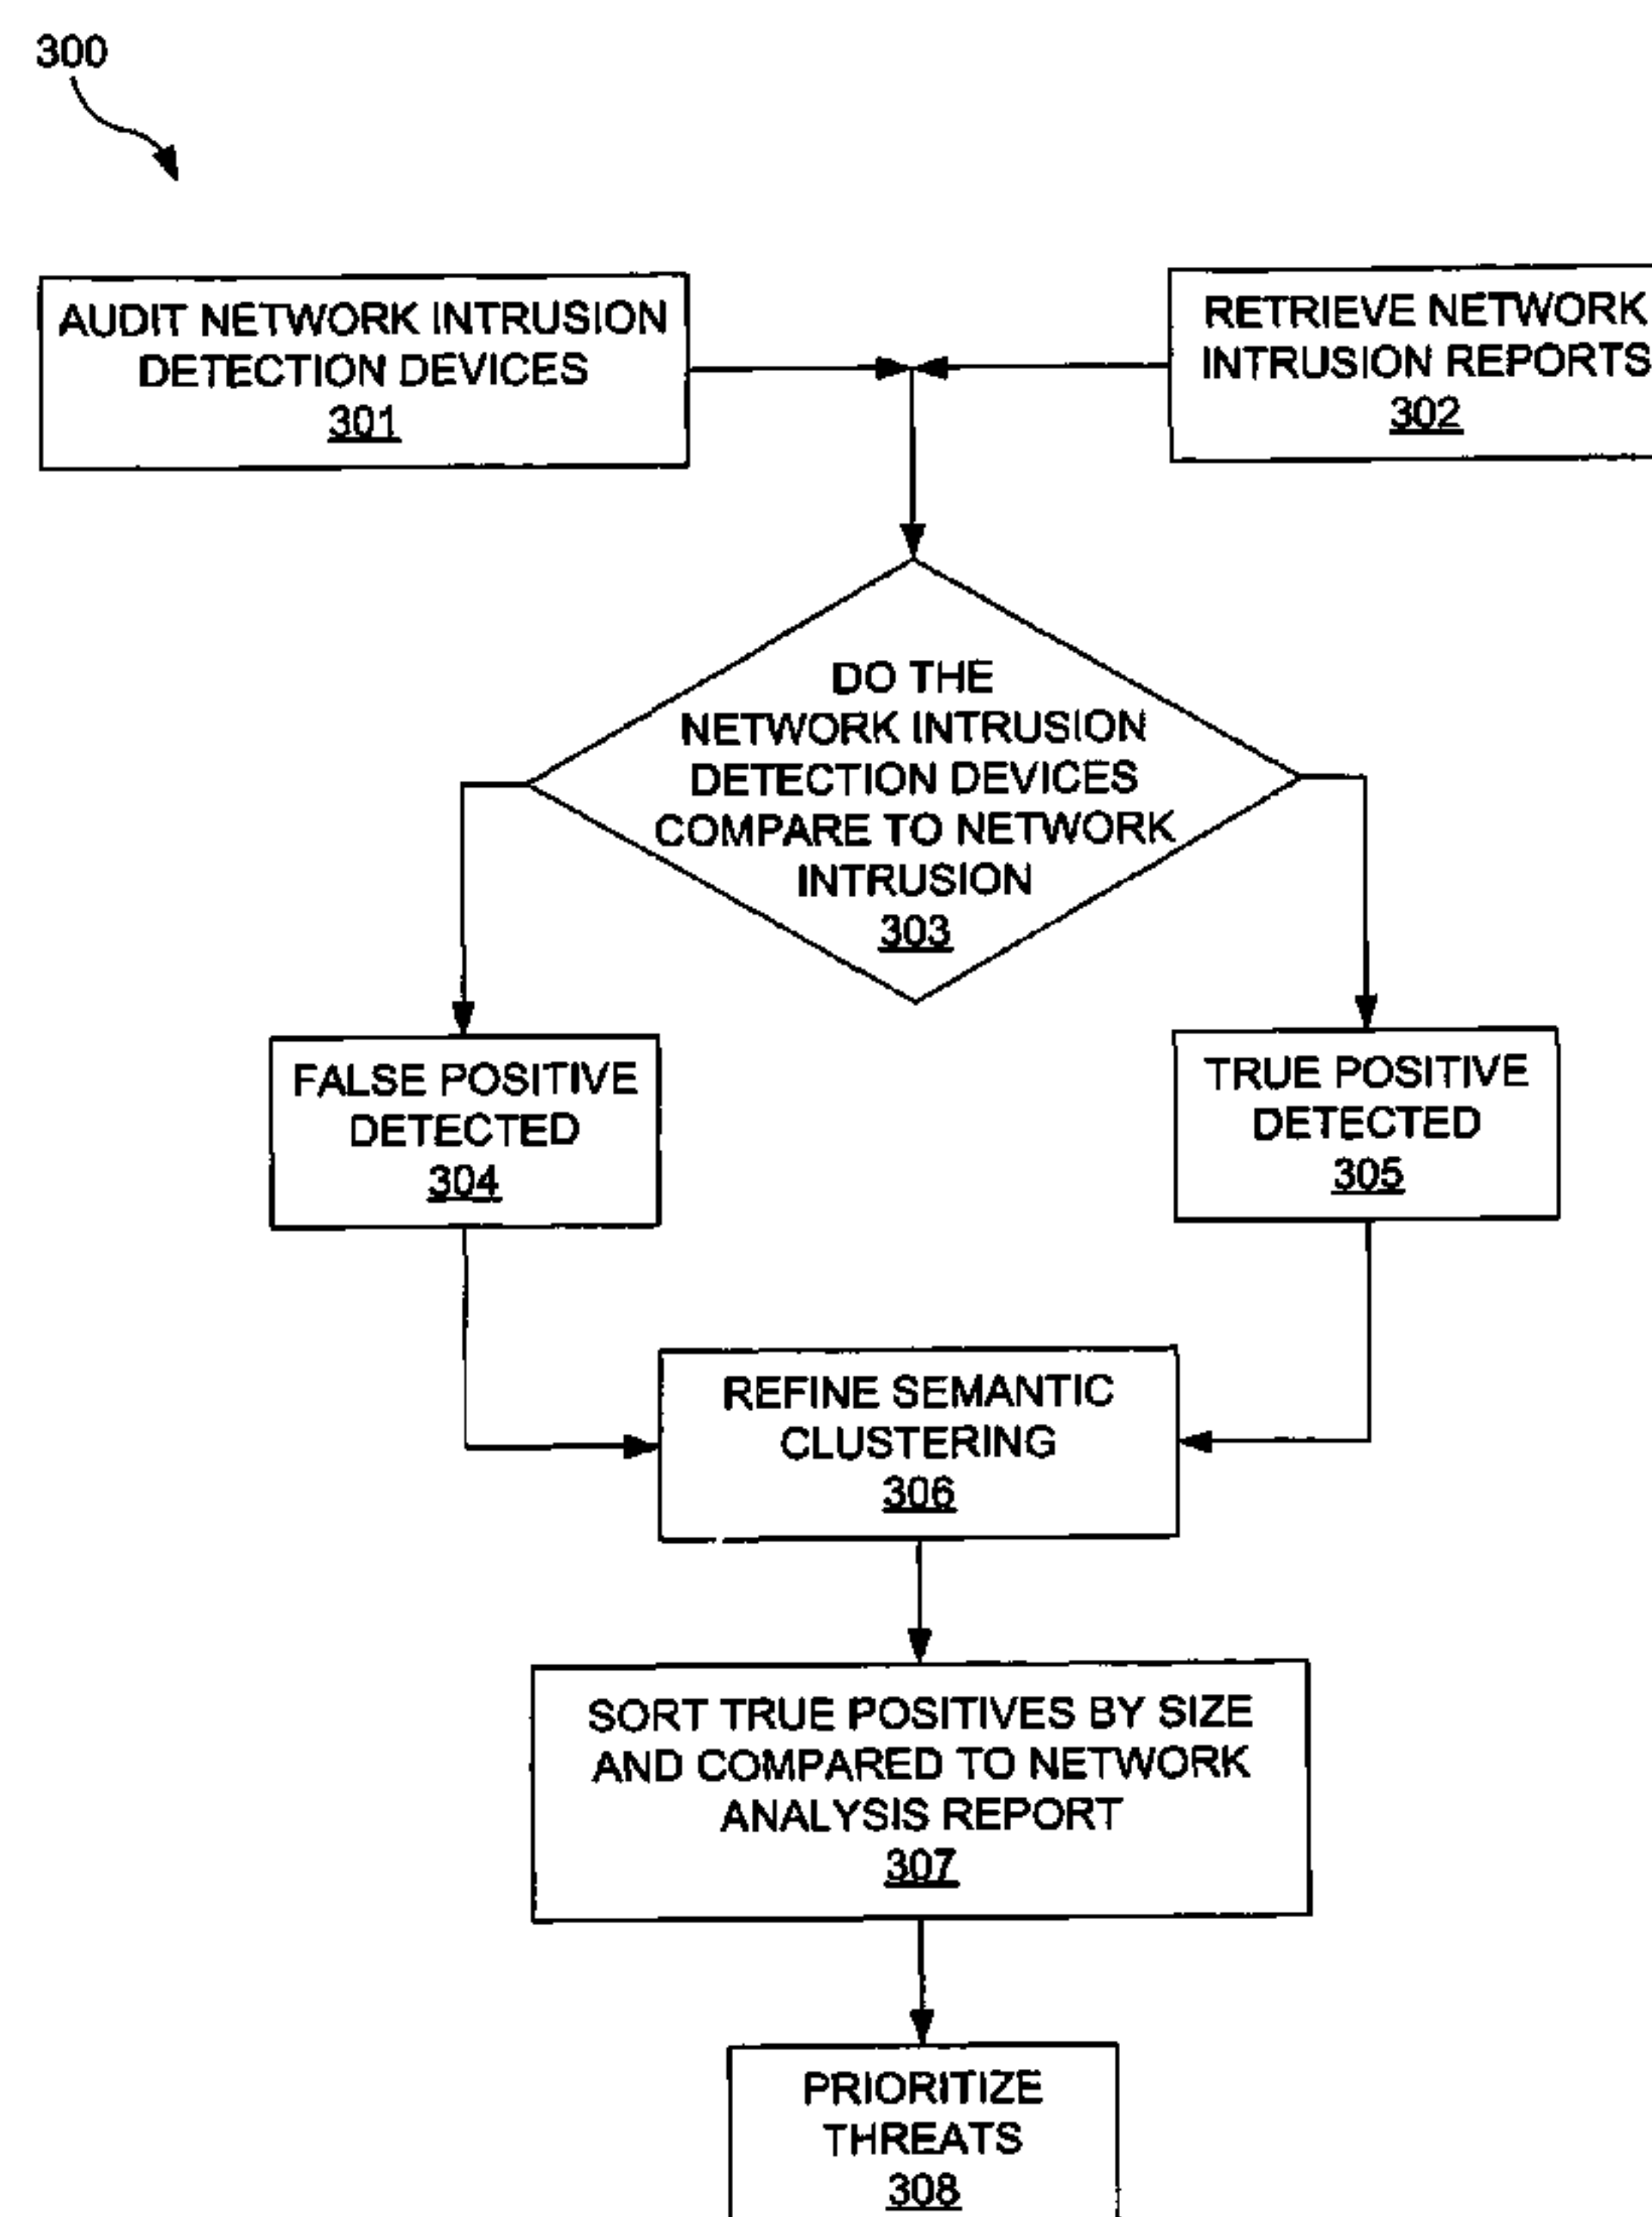 300
AUDIT NETWORK INTRUSION
DETECTION DEVICES
301
RETRIEVE NETWORK
INTRUSION REPORTS
302
DO THE
NETWORK INTRUSION
DETECTION DEVICES
COMPARE TO NETWORK
INTRUSION
303
FALSE POSITIVE
DETECTED
304
TRUE POSITIVE
DETECTED
305
REFINE SEMANTIC
CLUSTERING
306
SORT TRUE POSITIVES BY SIZE
AND COMPARED TO NETWORK
ANALYSIS REPORT
307
PRIORITIZE
THREATS
308